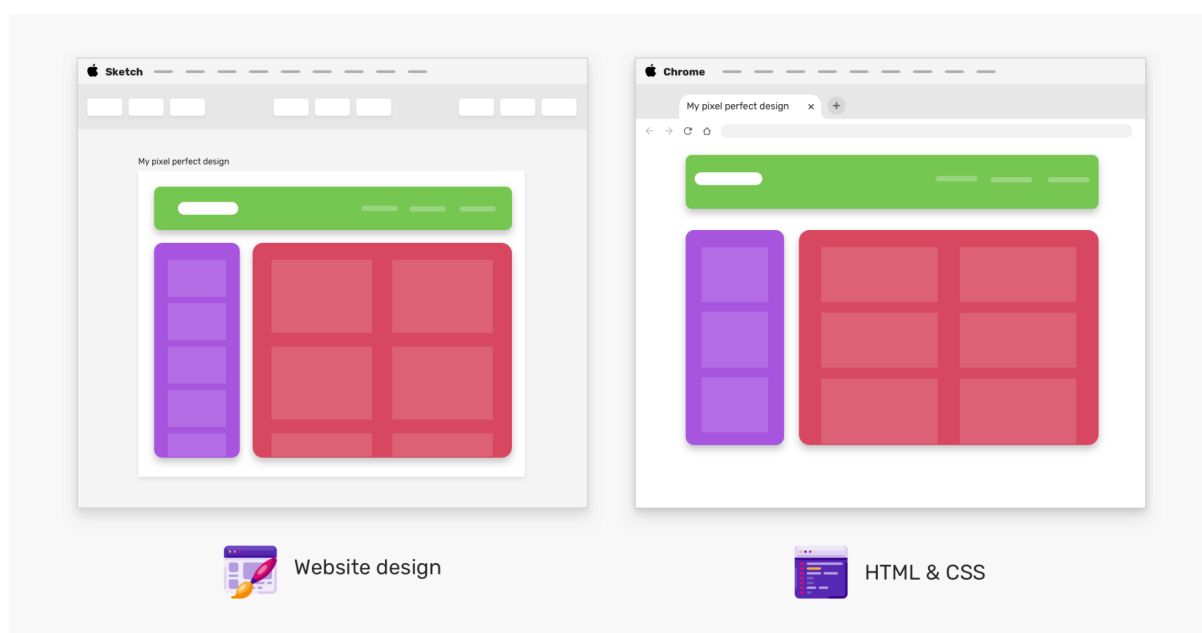 Sketch
My pixel perfect design
Chrome
My pixel perfect design
Website design
HTML & CSS